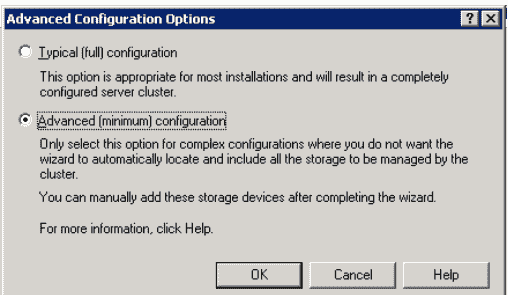 Advanced Configuration Options
Typical (full) configuration
This option is appropriate for most installations and will result in a completely
configured server cluster.
Advanced (minimum) configuration
Only select this option for complex configurations where you do not want the
wizard to automatically locate and include all the storage to be managed by the
cluster.
You can manually add these storage devices after completing the wizard.
For more information, click Help.
OK Cancel Help